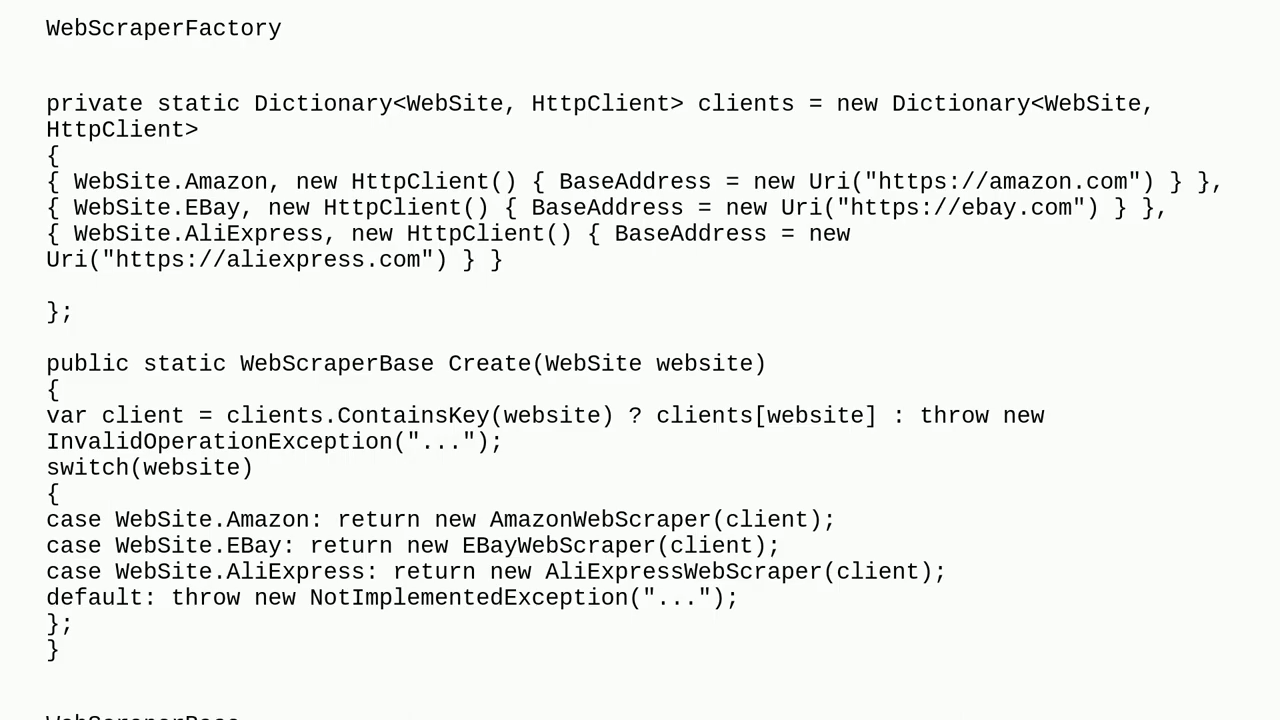 WebScraperFactory
private static Dictionary<WebSite, HttpClient> clients = new Dictionary<WebSite,
HttpClient>
{
{ WebSite.Amazon, new HttpClient() { BaseAddress = new Uri("https://amazon.com") } },
{ WebSite.EBay, new HttpClient() { BaseAddress = new Uri("https://ebay.com") } },
{ WebSite.AliExpress, new HttpClient() { BaseAddress = new
Uri("https://aliexpress.com") } }
};
public static WebScraperBase Create(WebSite website)
{
var client = clients.ContainsKey(website) ? clients[website] : throw new
InvalidOperationException("...");
switch(website)
{
case WebSite.Amazon: return new AmazonWebScraper(client);
case WebSite.EBay: return new EBayWebScraper(client);
case WebSite.AliExpress: return new AliExpressWebScraper(client);
default: throw new NotImplementedException("...");
};
}
WebScraperBase